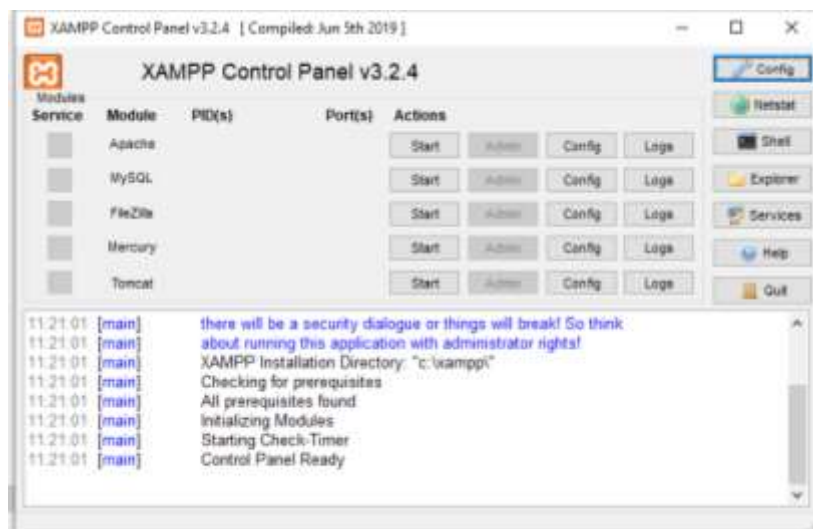 XAMPP Control Panel v3.2.4 [ Compiled: Jun 5th 2019 ]
XAMPP Control Panel v3.2.4
Config
Modules
Service Module PID(s) Port(s) Actions
Netstat
Apache Start Admin Config Logs
Shell
MySQL Start Admin Config Logs
Explorer
FileZilla Start Admin Config Logs
Services
Mercury Start Admin Config Logs
Help
Tomcat Start Admin Config Logs
Quit
11:21:01 [main] there will be a security dialogue or things will break! So think
11:21:01 [main] about running this application with administrator rights!
11:21:01 [main] XAMPP Installation Directory: "c:\xampp\"
11:21:01 [main] Checking for prerequisites
11:21:01 [main] All prerequisites found
11:21:01 [main] Initializing Modules
11:21:01 [main] Starting Check-Timer
11:21:01 [main] Control Panel Ready